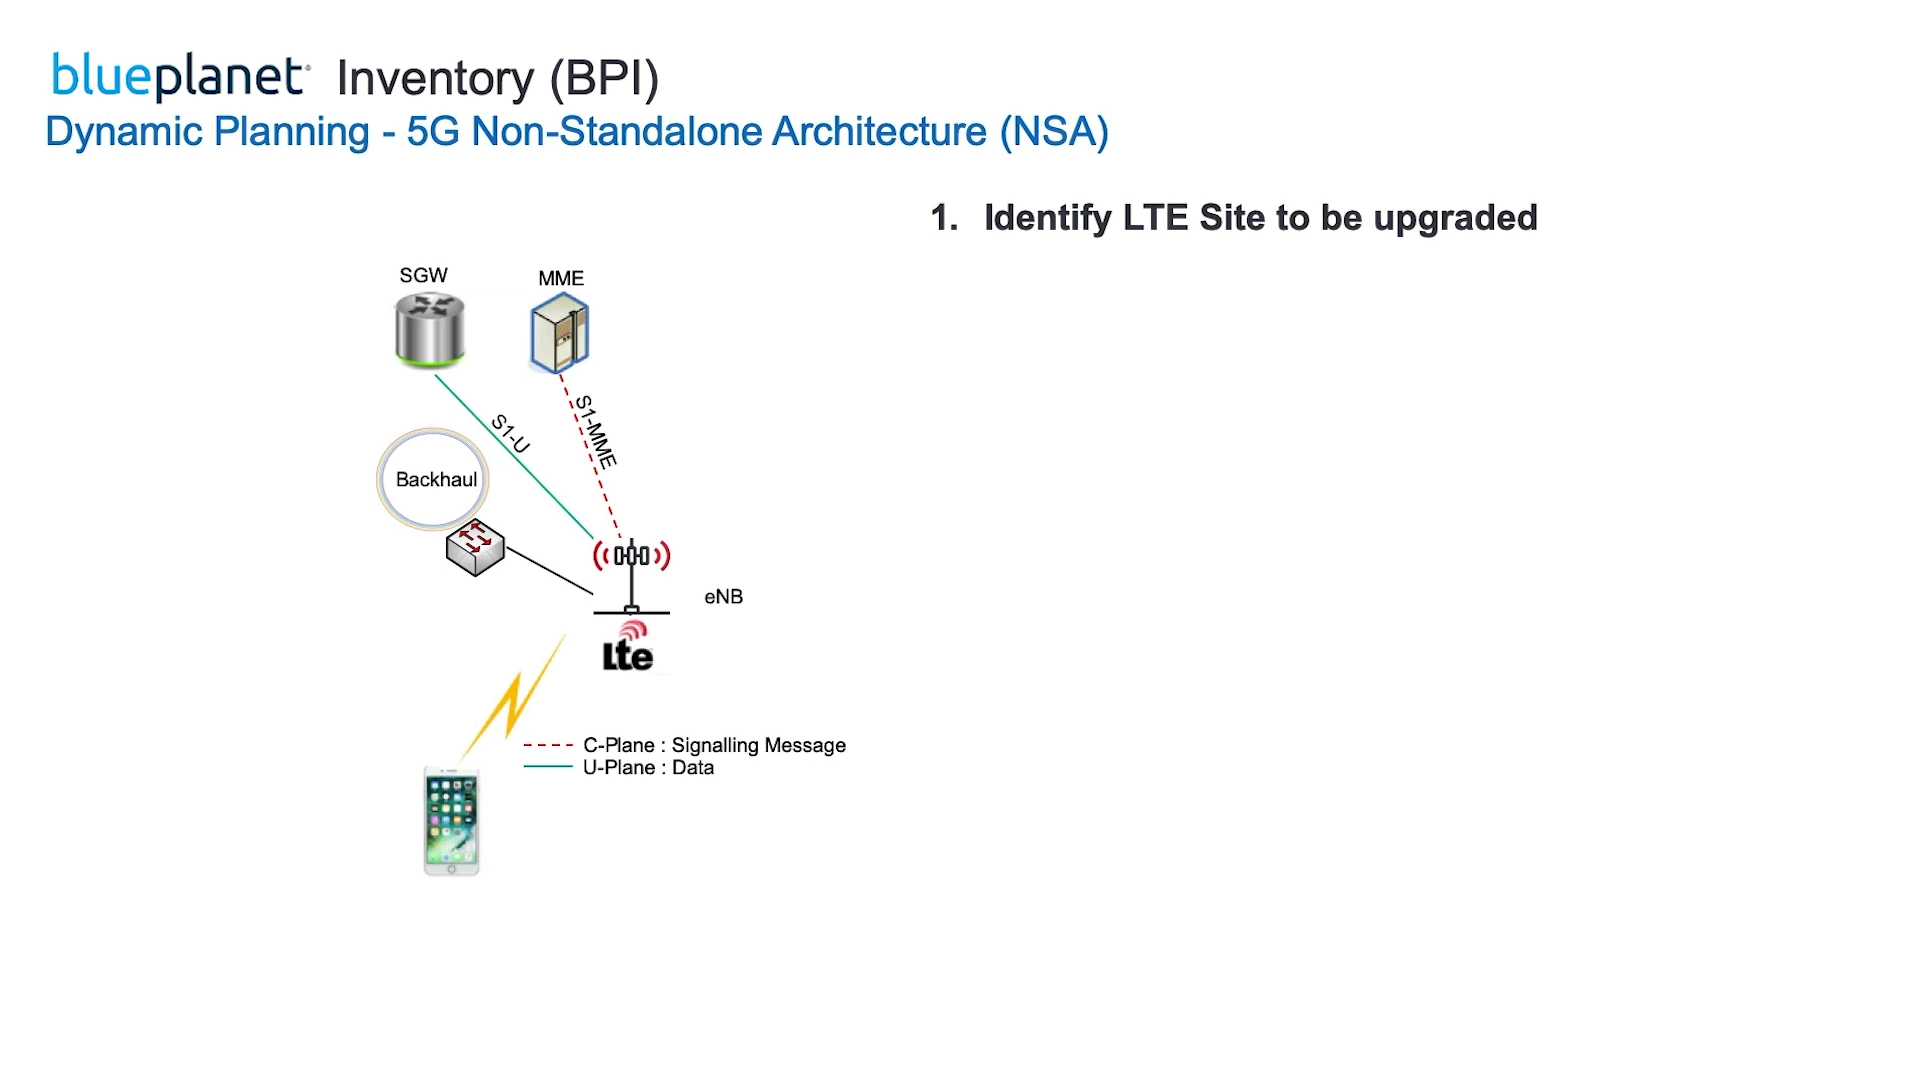 blueplanet Inventory (BPI)
Dynamic Planning - 5G Non-Standalone Architecture (NSA)
1. Identify LTE Site to be upgraded
SGW
MME
S1-U
S1-MME
Backhaul
eNB
Lte
C-Plane : Signalling Message
U-Plane : Data